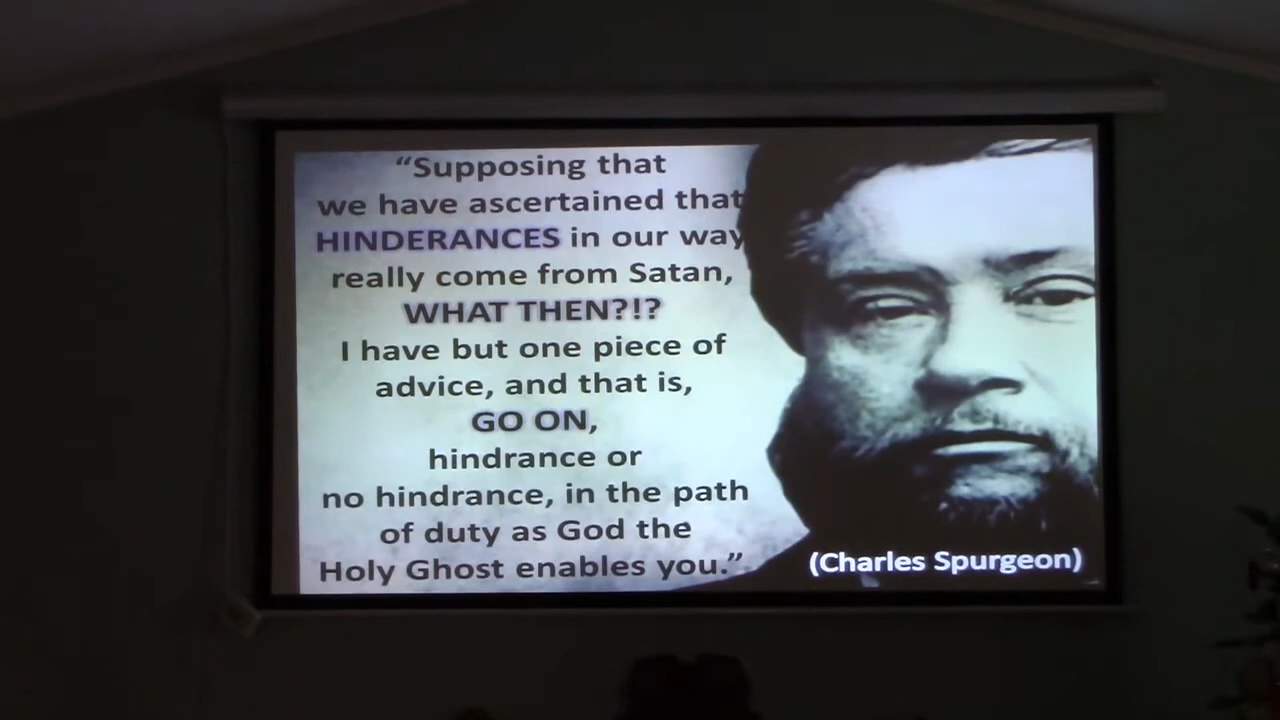 “Supposing that
we have ascertained that
HINDERANCES in our way
really come from Satan,
WHAT THEN?!?
I have but one piece of
advice, and that is,
GO ON,
hindrance or
no hindrance, in the path
of duty as God the
Holy Ghost enables you.”
(Charles Spurgeon)